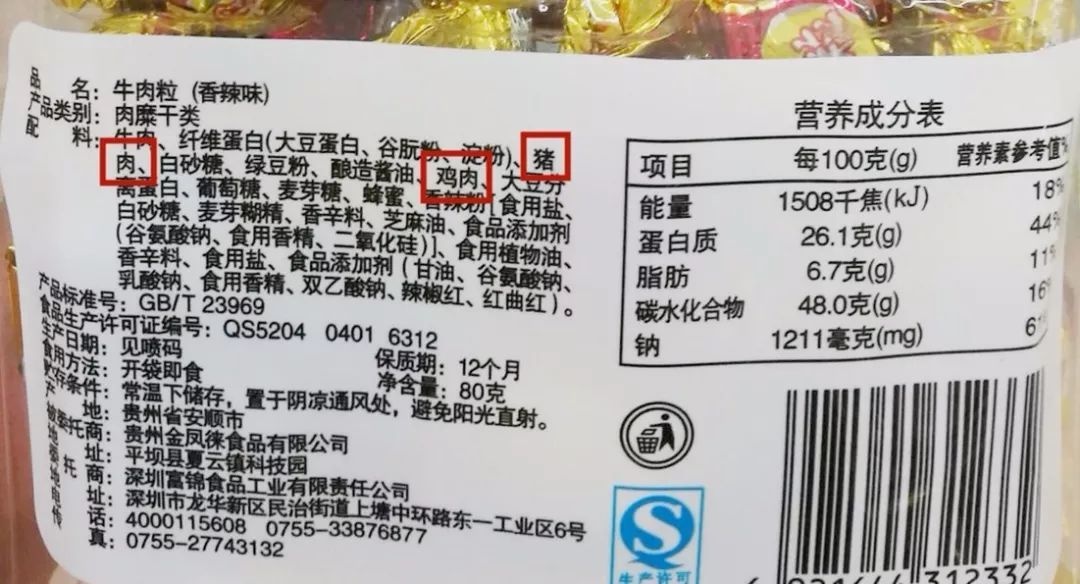 品 名：牛肉粒（香辣味）
产品类别：肉糜干类
配 料：牛肉、纤维蛋白(大豆蛋白、谷朊粉、淀粉)、猪
肉、白砂糖、绿豆粉、酿造酱油、鸡肉、大豆分
离蛋白、葡萄糖、麦芽糖、蜂蜜、香辣粉[食用盐、
白砂糖、麦芽糊精、香辛料、芝麻油、食品添加剂
(谷氨酸钠、食用香精、二氧化硅)]、食用植物油、
香辛料、食用盐、食品添加剂（甘油、谷氨酸钠、
乳酸钠、食用香精、双乙酸钠、辣椒红、红曲红）。
产品标准号：GB/T 23969
食品生产许可证编号：QS5204 0401 6312
生产日期：见喷码
保质期：12个月
食用方法：开袋即食
净含量：80克
贮存条件：常温下储存，置于阴凉通风处，避免阳光直射。
产 地：贵州省安顺市
被委托商：贵州金凤徕食品有限公司
地 址：平坝县夏云镇科技园
委 托 商：深圳富锦食品工业有限责任公司
地 址：深圳市龙华新区民治街道上塘中环路东一工业区6号
电 话：4000115608 0755-33876877
传 真：0755-27743132
营养成分表
项目 每100克(g) 营养素参考值%
能量 1508千焦(kJ) 18%
蛋白质 26.1克(g) 44%
脂肪 6.7克(g) 11%
碳水化合物 48.0克(g) 16%
钠 1211毫克(mg)
S
生产许可
312332